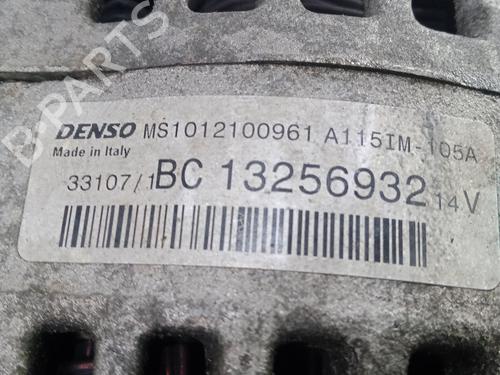 DENSO MS1012100961 A115IM-105A
Made in Italy
33107/1BC 13256932 14V
B-PARTS